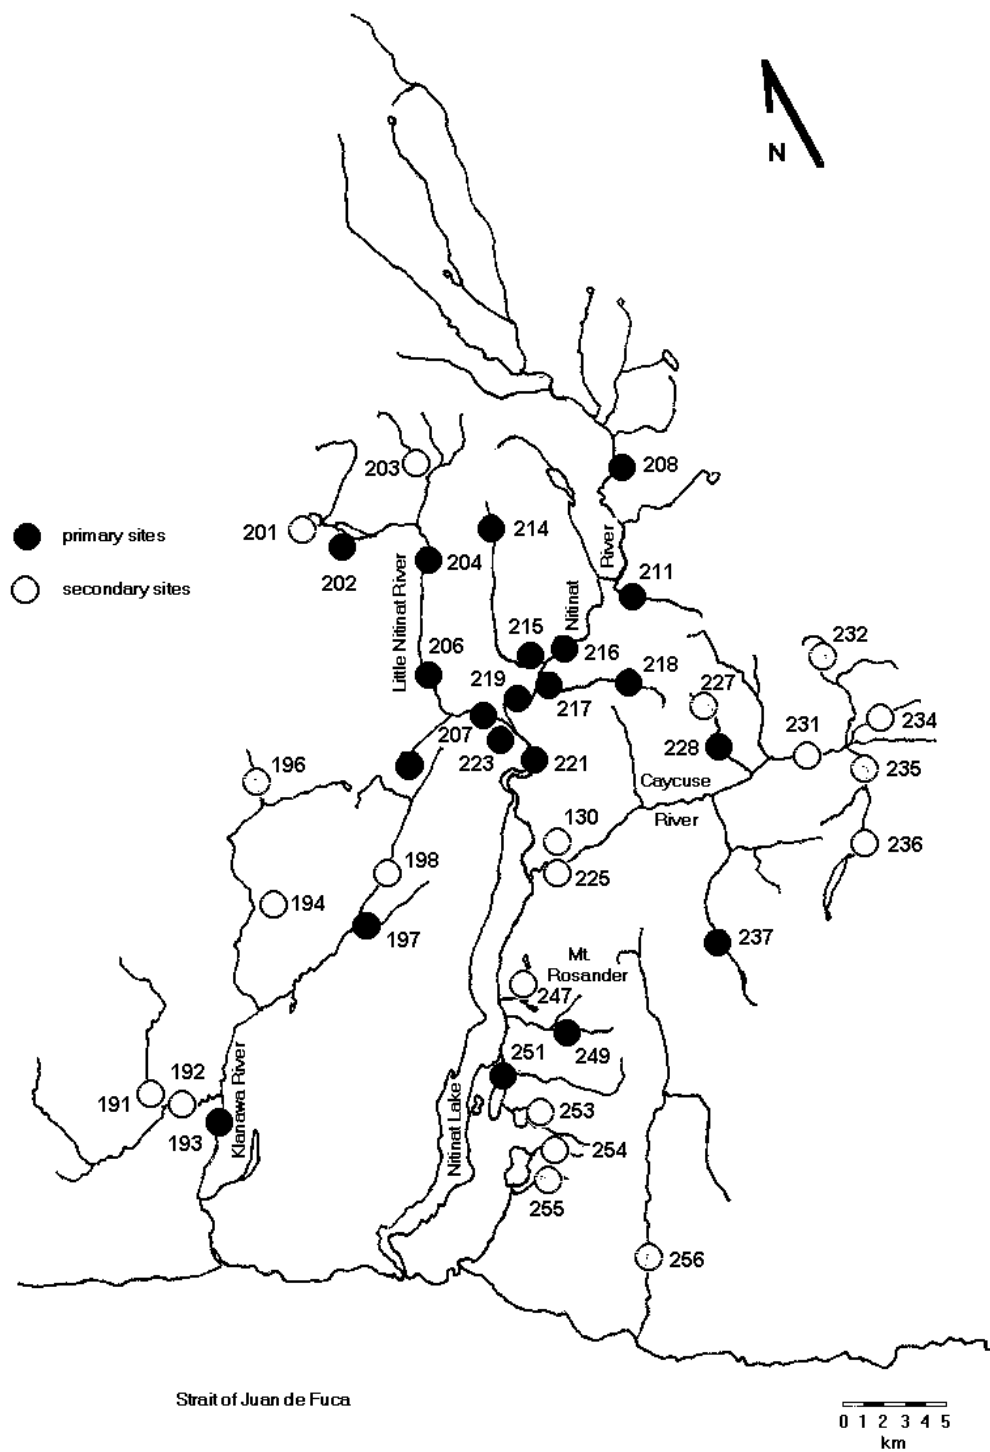 N
203
208
201
primary sites
214
River
202
204
secondary sites
211
Little Nitinat River
Nitinat
232
215
206
216
218
219
227
217
234
207
231
228
223
221
235
196
Caycuse
130
River
236
198
225
194
197
237
Mt.
Rosander
247
251
249
192
191
Klanawa River
Nitinat Lake
253
193
254
255
256
Strait of Juan de Fuca
0 1 2 3 4 5
km